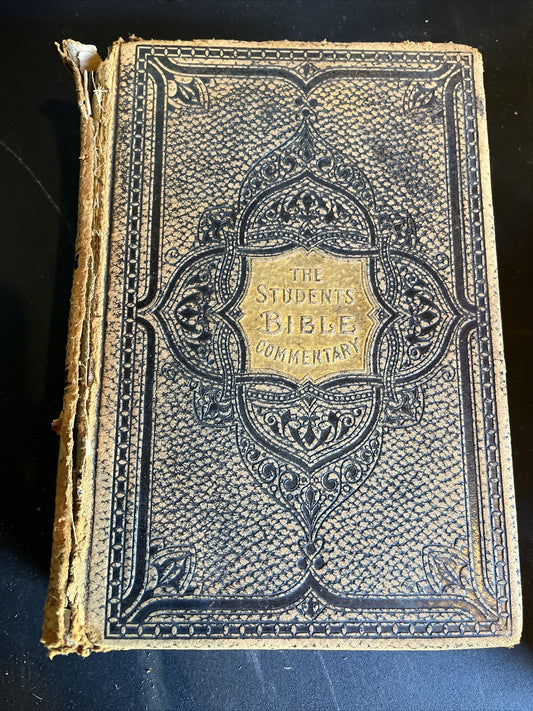 THE
STUDENTS'
BIBLE
COMMENTARY